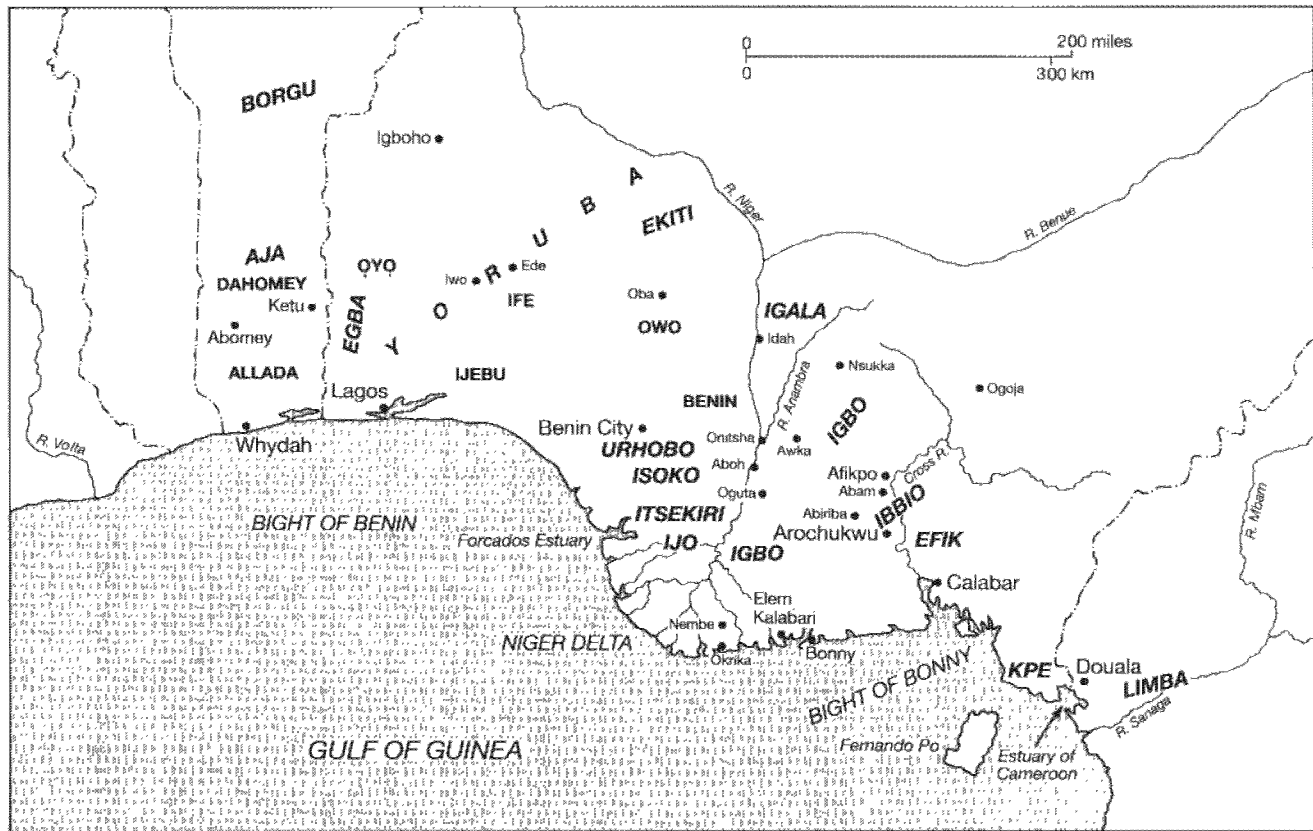 0 200 miles
0 300 km
BORGU
Igboho
YORUBA
EKITI
R. Niger
R. Benue
AJA
DAHOMEY
Ketu
Abomey
ALLADA
OYO
EGBA
Iwo
Ede
IFE
Oba
OWO
IJEBU
Lagos
Whydah
R. Volta
IGALA
Idah
Nsukka
Ogoja
R. Anambra
IGBO
BENIN
Benin City
Onitsha
Awka
URHOBO
ISOKO
Aboh
Oguta
Afikpo
Abam
Cross R.
Abiriba
IBBIO
Arochukwu
EFIK
ITSEKIRI
Forcados Estuary
IJO
IGBO
Calabar
R. Mbam
BIGHT OF BENIN
Elem
Kalabari
Nembe
NIGER DELTA
Okrika
Bonny
BIGHT OF BONNY
KPE
Douala
LIMBA
R. Sanaga
GULF OF GUINEA
Fernando Po
Estuary of
Cameroon